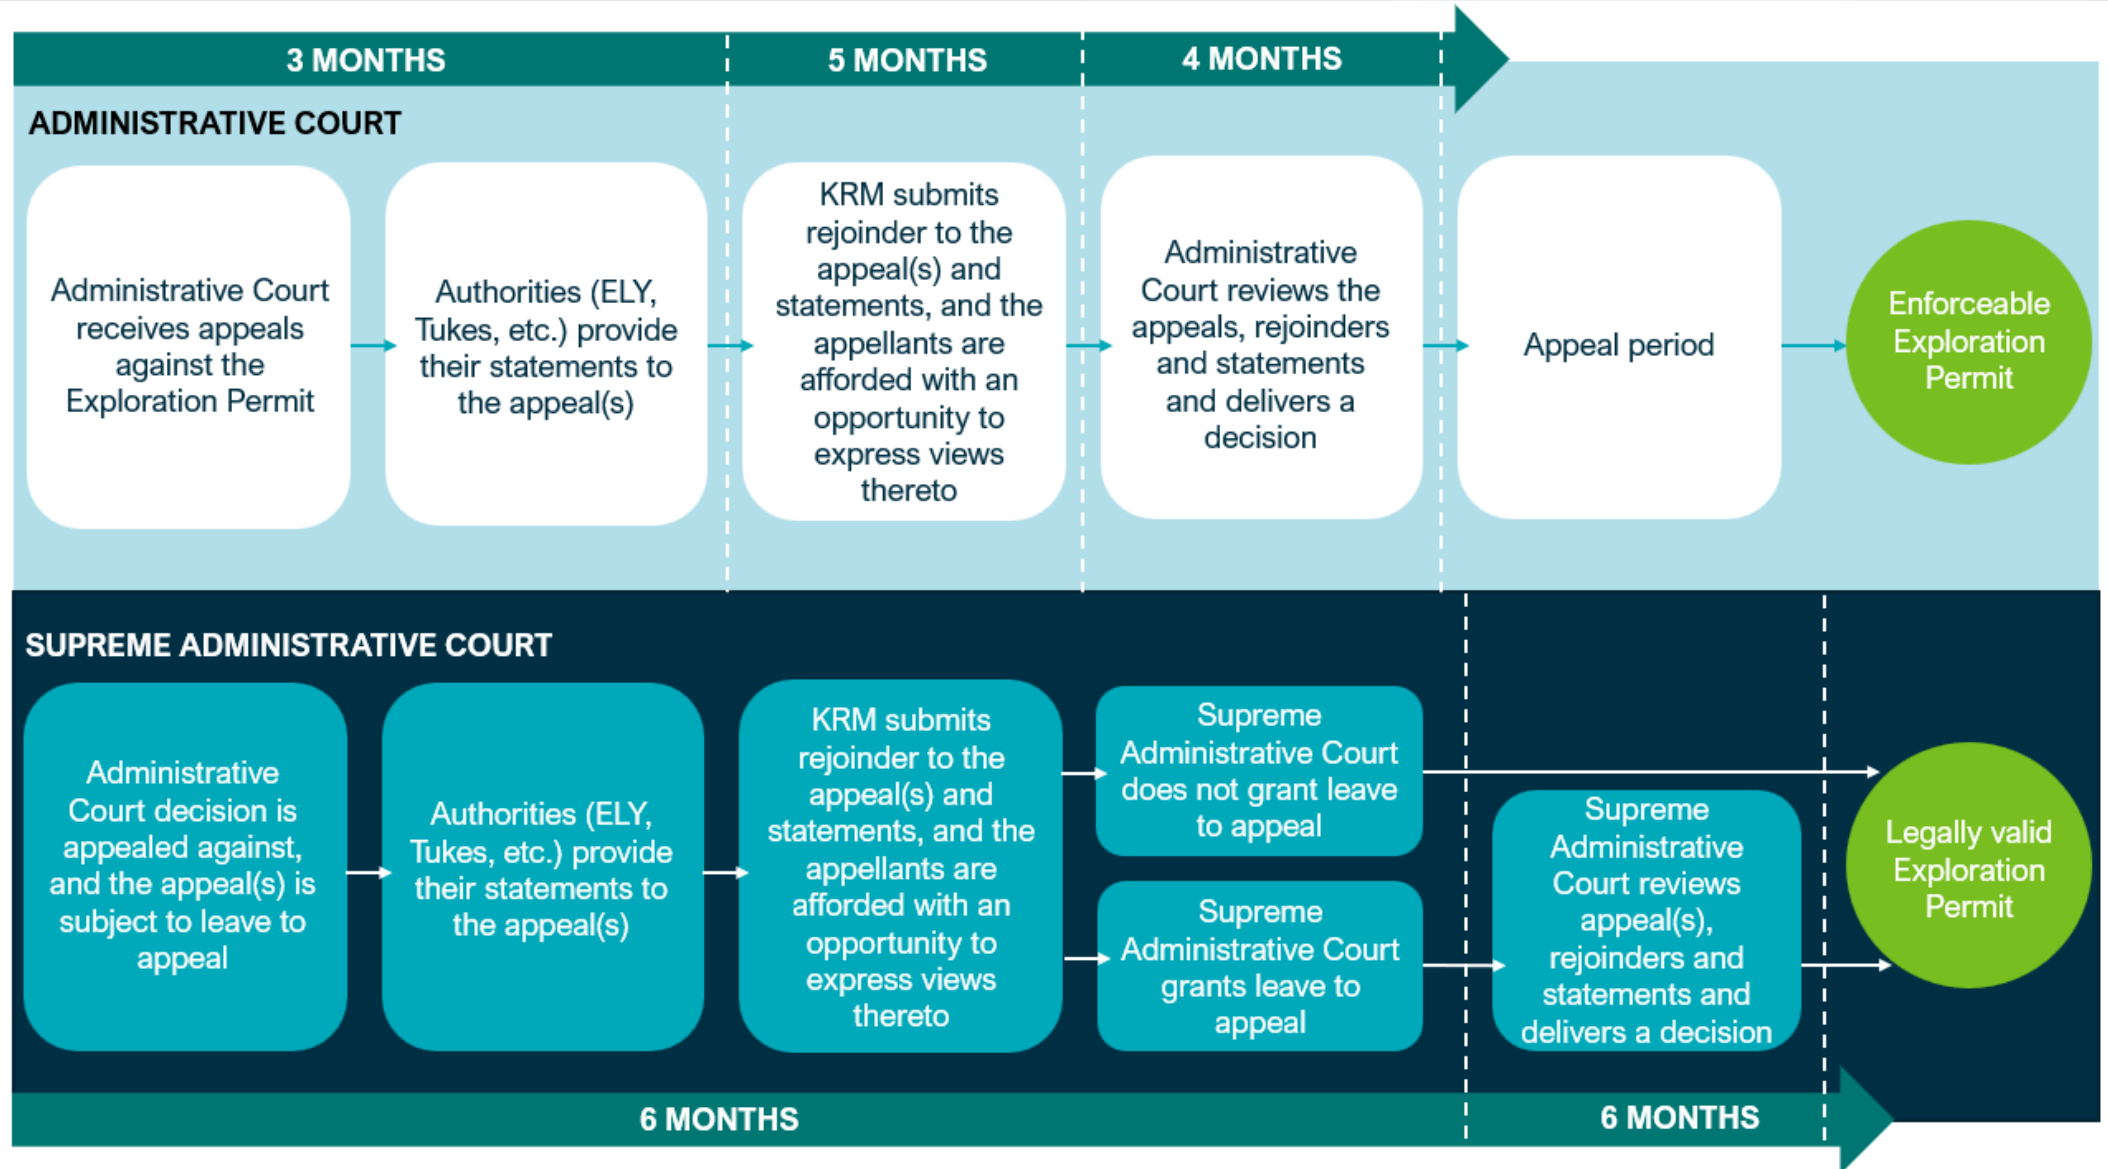 3 MONTHS
5 MONTHS
4 MONTHS
ADMINISTRATIVE COURT
Administrative Court
receives appeals
against the
Exploration Permit
Authorities (ELY,
Tukes, etc.) provide
their statements to
the appeal(s)
KRM submits
rejoinder to the
appeal(s) and
statements, and the
appellants are
afforded with an
opportunity to
express views
thereto
Administrative
Court reviews the
appeals, rejoinders
and statements
and delivers a
decision
Appeal period
Enforceable
Exploration
Permit
SUPREME ADMINISTRATIVE COURT
Administrative
Court decision is
appealed against,
and the appeal(s) is
subject to leave to
appeal
Authorities (ELY,
Tukes, etc.) provide
their statements to
the appeal(s)
KRM submits
rejoinder to the
appeal(s) and
statements, and the
appellants are
afforded with an
opportunity to
express views
thereto
Supreme
Administrative Court
does not grant leave
to appeal
Supreme
Administrative Court
grants leave to
appeal
Supreme
Administrative
Court reviews
appeal(s),
rejoinders and
statements and
delivers a decision
Legally valid
Exploration
Permit
6 MONTHS
6 MONTHS